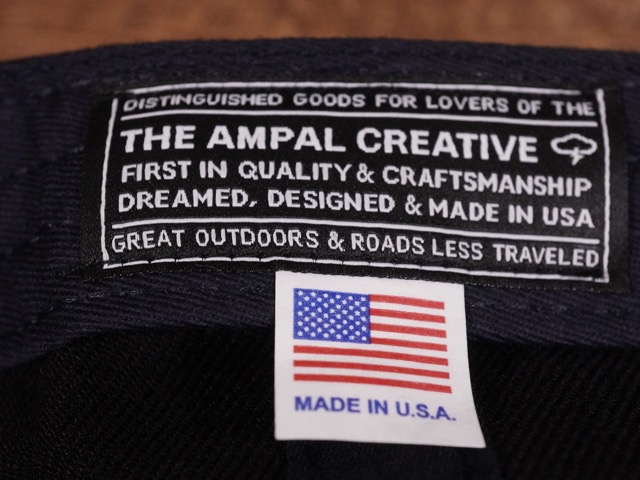 DISTINGUISHED GOODS FOR LOVERS OF THE
THE AMPAL CREATIVE
FIRST IN QUALITY & CRAFTSMANSHIP
DREAMED, DESIGNED & MADE IN USA
GREAT OUTDOORS & ROADS LESS TRAVELED
MADE IN U.S.A.